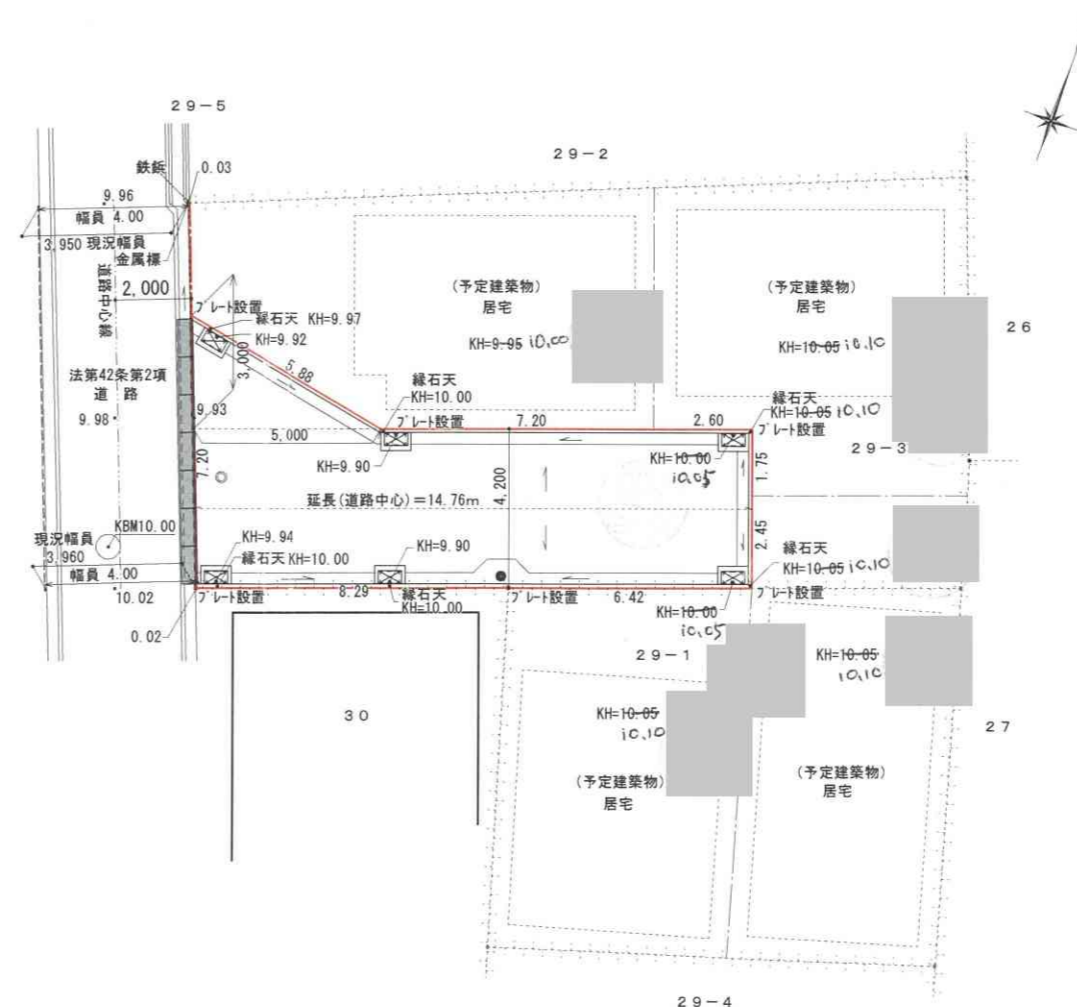 29-5
鉄鋲
0.03
29-2
9.96
幅員 4.00
3,950 現況幅員
金属標
道路中心線
2,000
プレート設置
縁石天 KH=9.97
KH=9.92
3,000
5.88
(予定建築物)
居宅
KH=9.95 10.00
(予定建築物)
居宅
KH=10.05 10.10
26
法第42条第2項
道 路
9.98
9.93
5,000
縁石天
KH=10.00
プレート設置
7.20
2.60
縁石天
KH=10.05 10.10
プレート設置
29-3
KH=9.90
KH=10.00
10.05
1.75
7.20
4,200
延長(道路中心)=14.76m
2.45
KBM10.00
現況幅員
3,960
幅員 4.00
10.02
0.02
KH=9.94
縁石天 KH=10.00
KH=9.90
縁石天
KH=10.05 10.10
プレート設置
8.29
縁石天
KH=10.00
プレート設置
6.42
プレート設置
KH=10.00
10.05
29-1
KH=10.05
10.10
30
KH=10.05
10.10
27
(予定建築物)
居宅
(予定建築物)
居宅
29-4